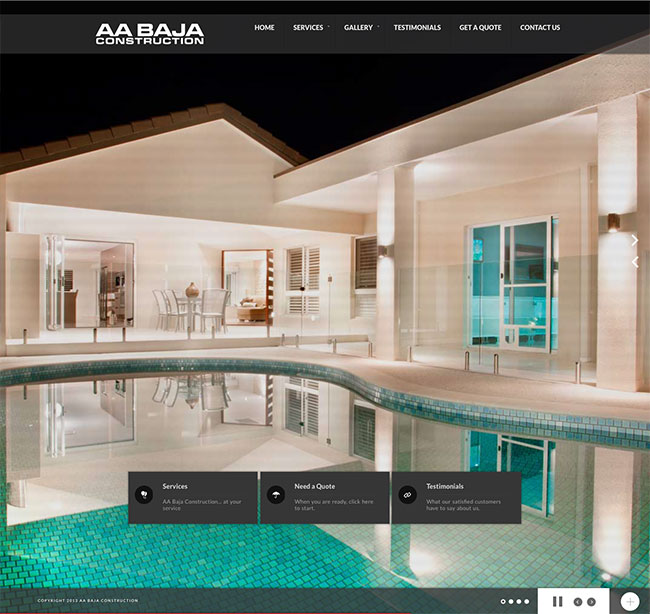 AA BAJA
CONSTRUCTION
HOME SERVICES GALLERY TESTIMONIALS GET A QUOTE CONTACT US
Services
AA Baja Construction... at your
service
Need a Quote
When you are ready, click here
to start.
Testimonials
What our satisfied customers
have to say about us.
COPYRIGHT 2013 AA BAJA CONSTRUCTION